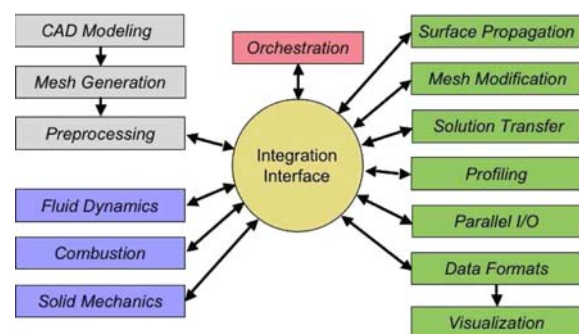 CAD Modeling
Mesh Generation
Preprocessing
Fluid Dynamics
Combustion
Solid Mechanics
Orchestration
Integration
Interface
Surface Propagation
Mesh Modification
Solution Transfer
Profiling
Parallel I/O
Data Formats
Visualization